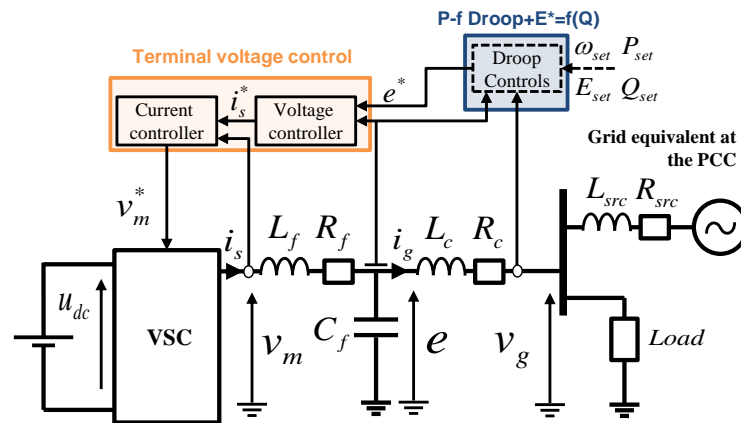 P-f Droop+E*=f(Q)
Terminal voltage control
Droop
Controls
ω_set P_set
E_set Q_set
e*
Current
controller
i_s*
Voltage
controller
Grid equivalent at
the PCC
v_m*
L_src R_src
i_s L_f R_f i_g L_c R_c
u_dc
VSC
v_m
C_f
e
v_g
Load